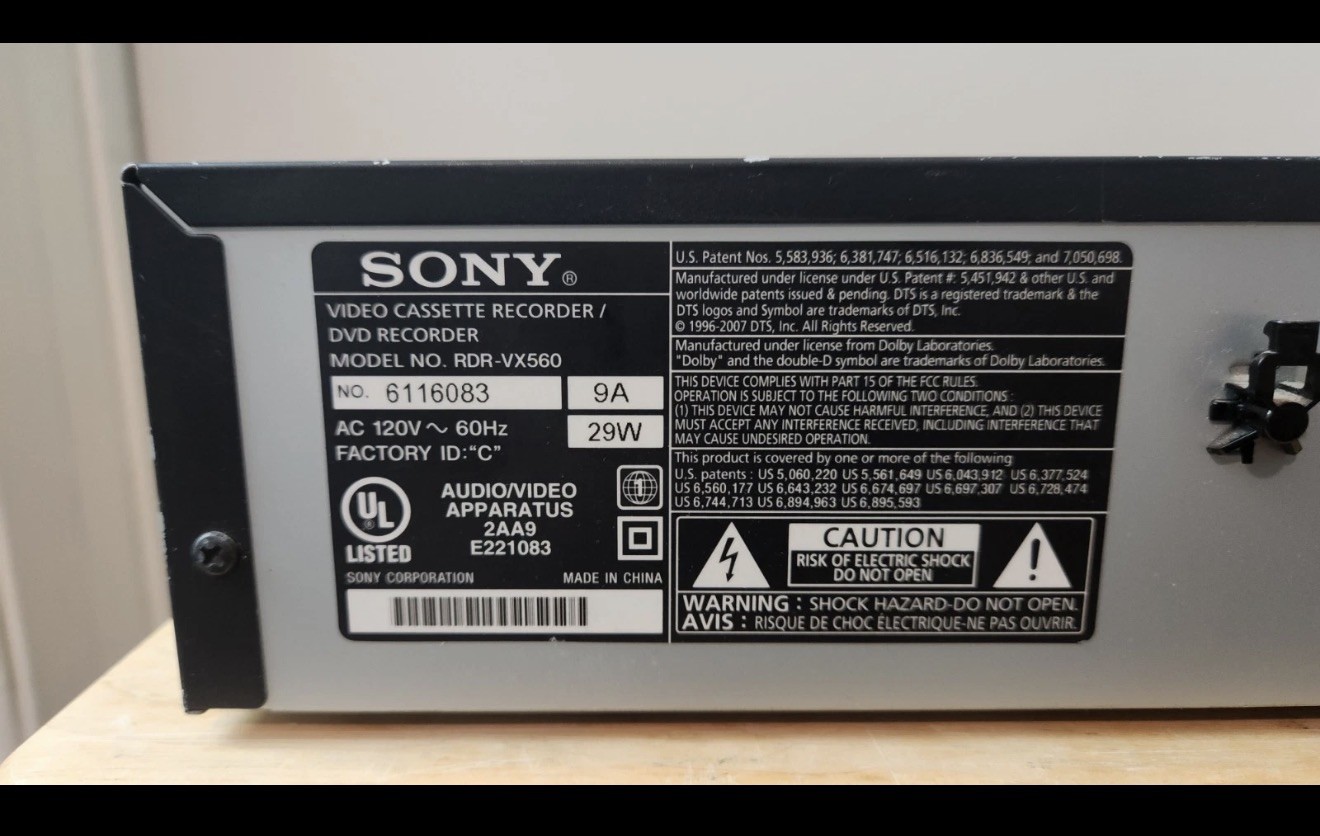 SONY®
VIDEO CASSETTE RECORDER /
DVD RECORDER
MODEL NO. RDR-VX560
NO. 6116083
9A
AC 120V ~ 60Hz
29W
FACTORY ID:“C”
UL®
LISTED
AUDIO/VIDEO
APPARATUS
2AA9
E221083
1
SONY CORPORATION
MADE IN CHINA
U.S. Patent Nos. 5,583,936; 6,381,747; 6,516,132; 6,836,549; and 7,050,698.
Manufactured under license under U.S. Patent #: 5,451,942 & other U.S. and
worldwide patents issued & pending. DTS is a registered trademark & the
DTS logos and Symbol are trademarks of DTS, Inc.
© 1996-2007 DTS, Inc. All Rights Reserved.
Manufactured under license from Dolby Laboratories.
"Dolby" and the double-D symbol are trademarks of Dolby Laboratories.
THIS DEVICE COMPLIES WITH PART 15 OF THE FCC RULES.
OPERATION IS SUBJECT TO THE FOLLOWING TWO CONDITIONS :
(1) THIS DEVICE MAY NOT CAUSE HARMFUL INTERFERENCE, AND (2) THIS DEVICE
MUST ACCEPT ANY INTERFERENCE RECEIVED, INCLUDING INTERFERENCE THAT
MAY CAUSE UNDESIRED OPERATION.
This product is covered by one or more of the following
U.S. patents : US 5,060,220 US 5,561,649 US 6,043,912 US 6,377,524
US 6,560,177 US 6,643,232 US 6,674,697 US 6,697,307 US 6,728,474
US 6,744,713 US 6,894,963 US 6,895,593
CAUTION
RISK OF ELECTRIC SHOCK
DO NOT OPEN
WARNING : SHOCK HAZARD-DO NOT OPEN.
AVIS : RISQUE DE CHOC ÉLECTRIQUE-NE PAS OUVRIR.